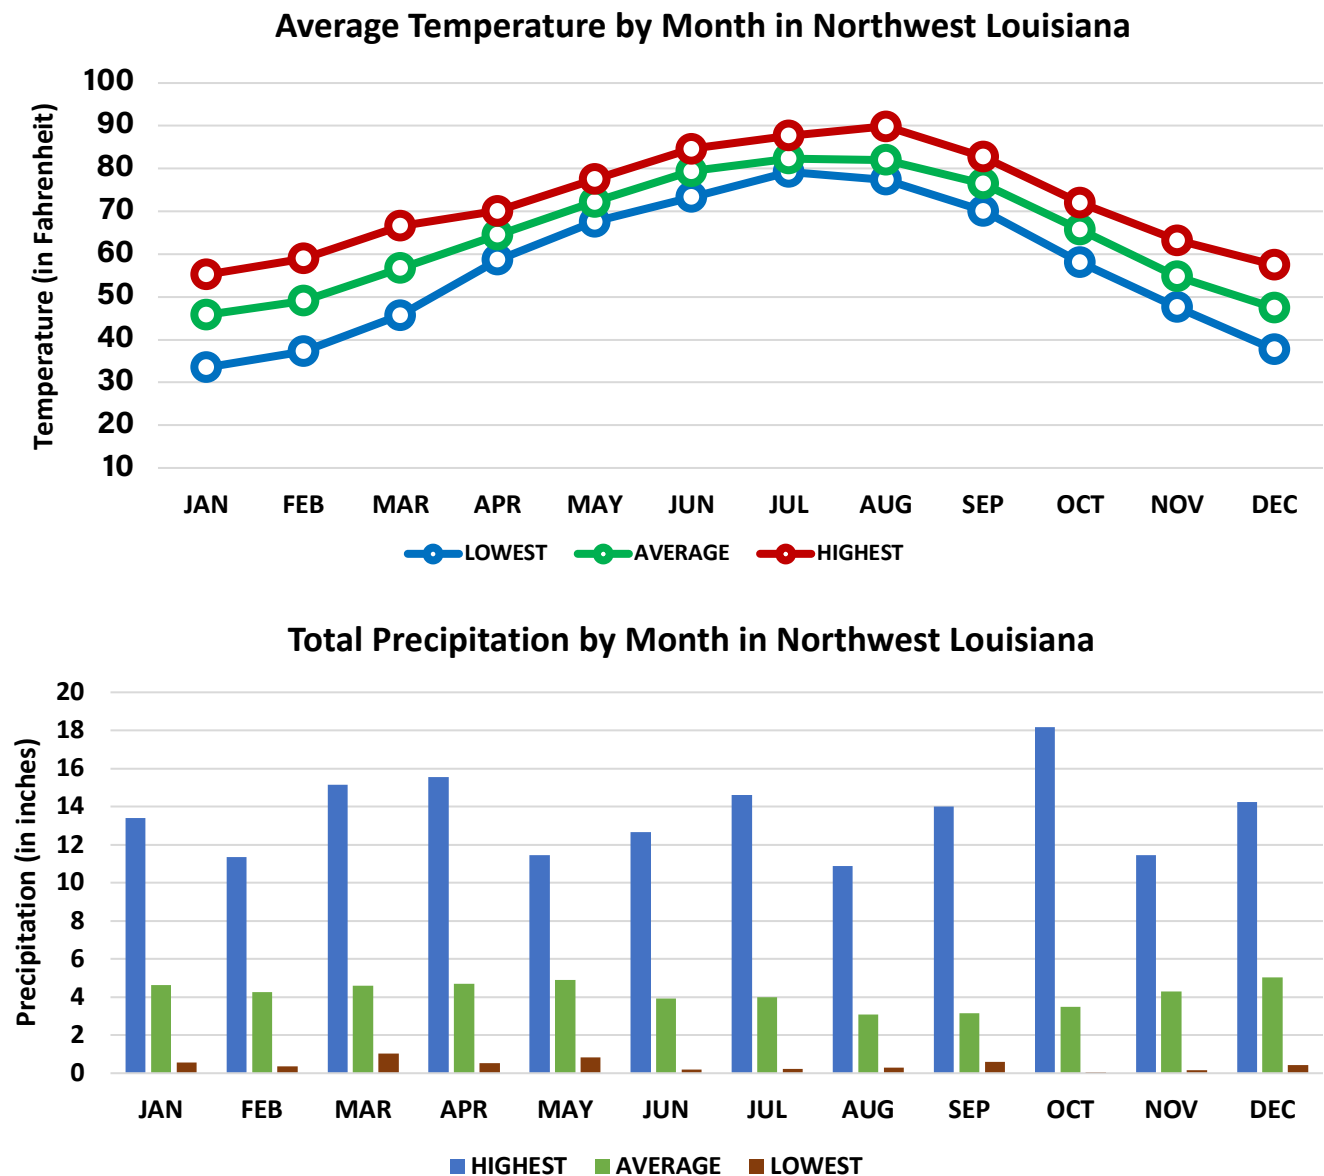 Average Temperature by Month in Northwest Louisiana
Temperature (in Fahrenheit)
100
90
80
70
60
50
40
30
20
10
JAN FEB MAR APR MAY JUN JUL AUG SEP OCT NOV DEC
LOWEST AVERAGE HIGHEST
Total Precipitation by Month in Northwest Louisiana
Precipitation (in inches)
20
18
16
14
12
10
8
6
4
2
0
JAN FEB MAR APR MAY JUN JUL AUG SEP OCT NOV DEC
HIGHEST AVERAGE LOWEST